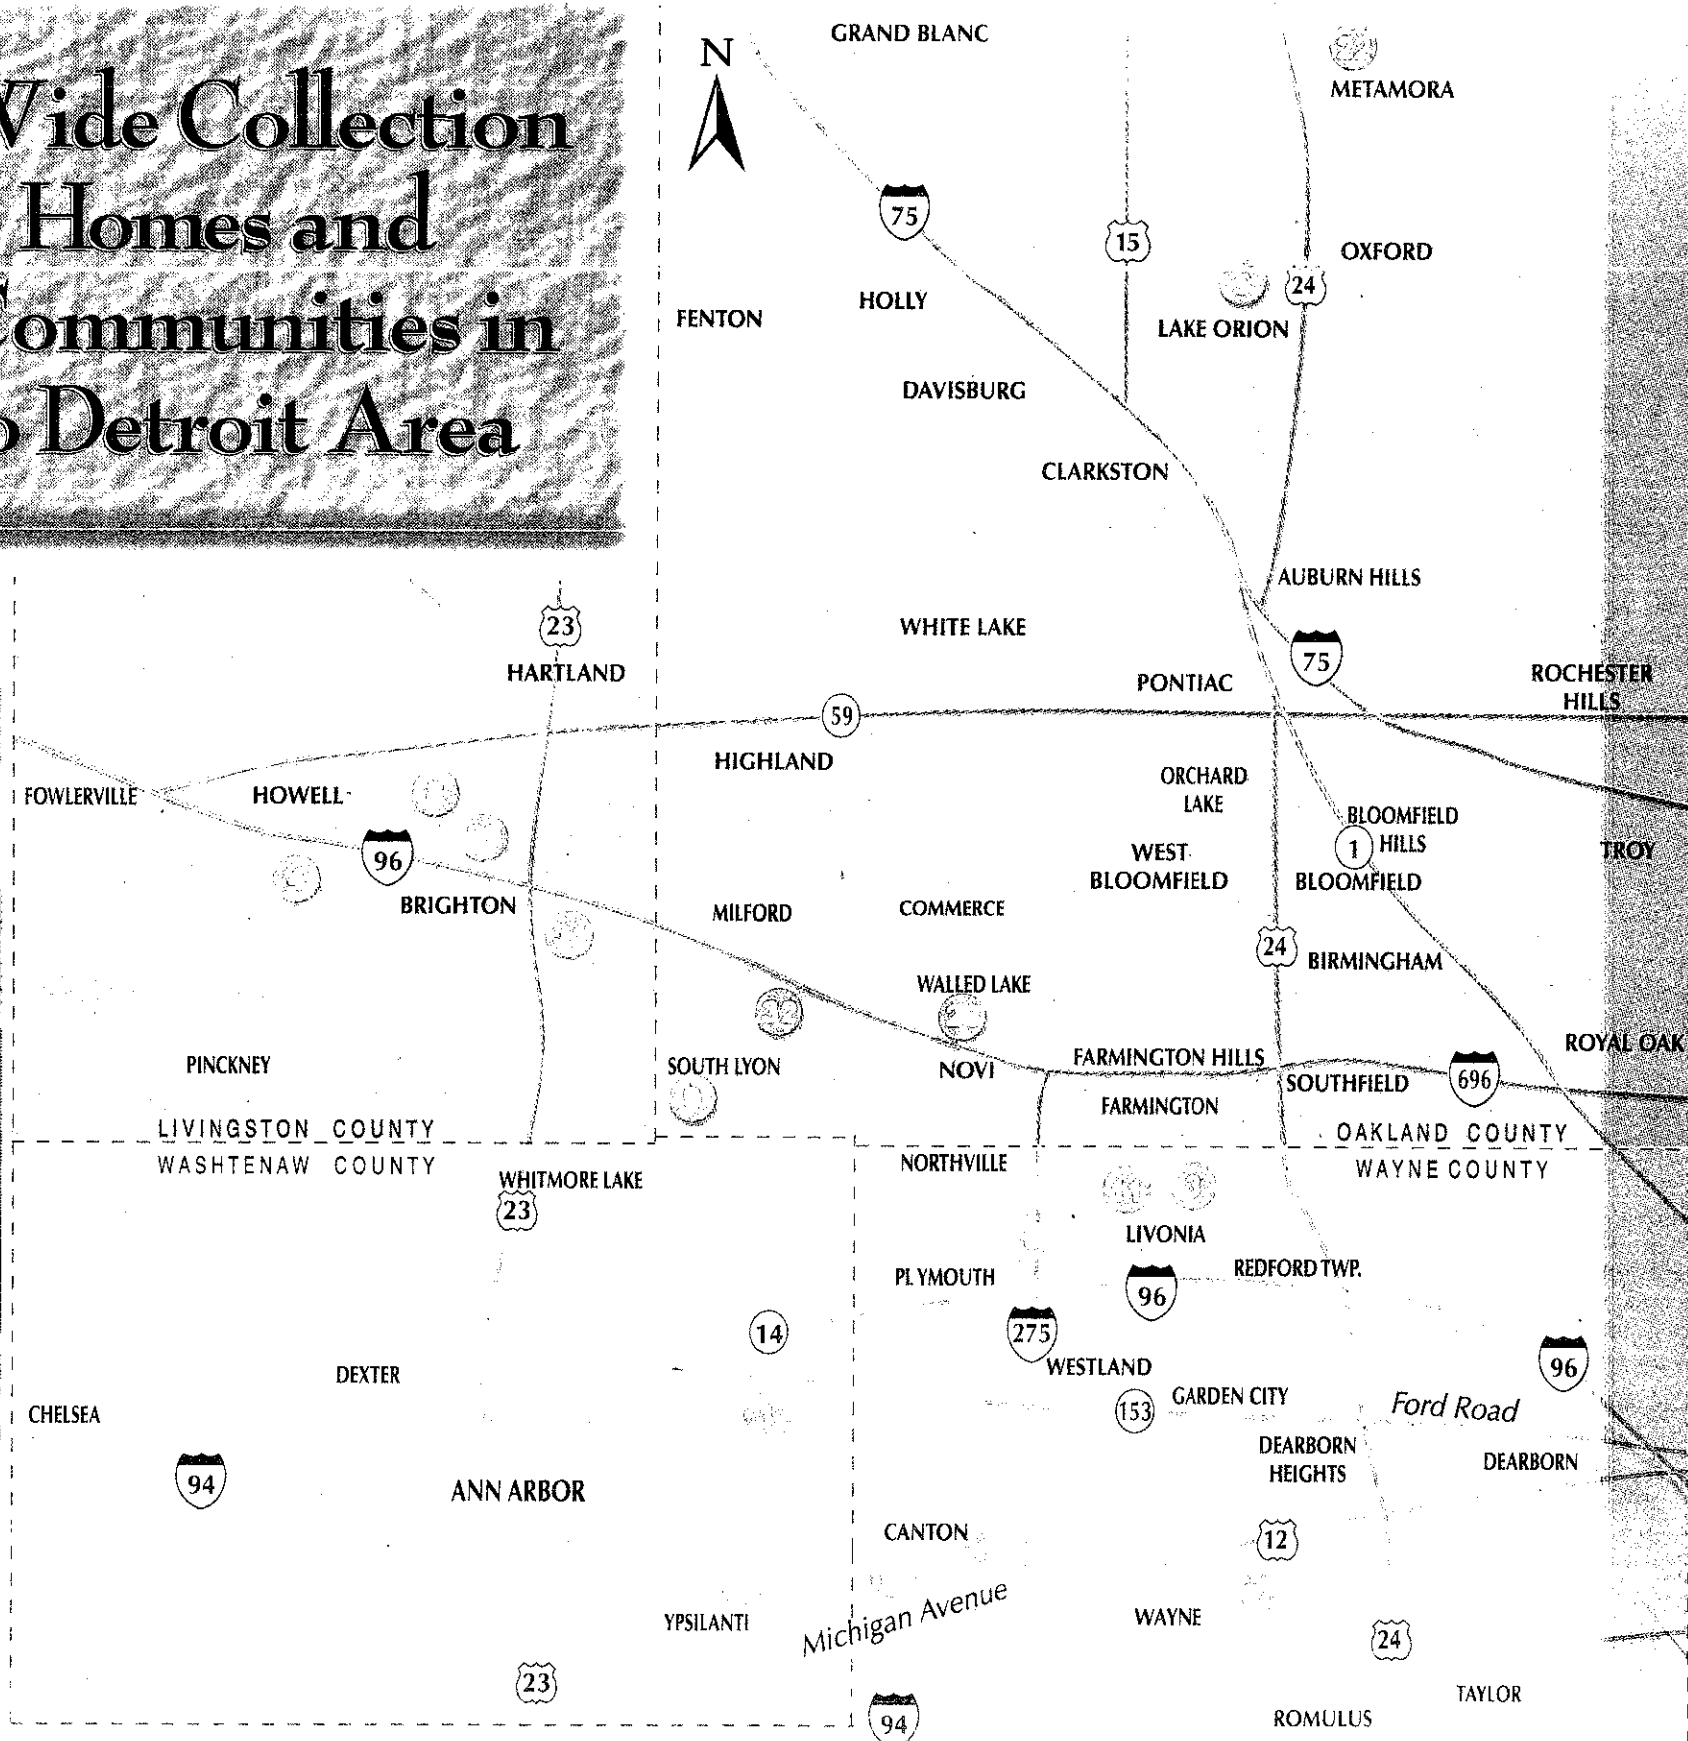 Wide Collection
Homes and
Communities in
o Detroit Area
N
GRAND BLANC
METAMORA
75
15
OXFORD
24
HOLLY
FENTON
LAKE ORION
DAVISBURG
CLARKSTON
AUBURN HILLS
23
WHITE LAKE
75
HARTLAND
PONTIAC
ROCHESTER
HILLS
59
HIGHLAND
ORCHARD
LAKE
FOWLERVILLE
HOWELL
BLOOMFIELD
HILLS
1
TROY
96
WEST
BLOOMFIELD
BLOOMFIELD
BRIGHTON
MILFORD
COMMERCE
24
BIRMINGHAM
WALLED LAKE
22
ROYAL OAK
PINCKNEY
SOUTH LYON
NOVI
FARMINGTON HILLS
SOUTHFIELD
696
FARMINGTON
LIVINGSTON COUNTY
OAKLAND COUNTY
WASHTENAW COUNTY
WAYNE COUNTY
NORTHVILLE
WHITMORE LAKE
23
LIVONIA
PLYMOUTH
REDFORD TWP.
96
14
275
WESTLAND
96
DEXTER
CHELSEA
153
GARDEN CITY
Ford Road
DEARBORN
HEIGHTS
DEARBORN
94
ANN ARBOR
CANTON
12
YPSILANTI
Michigan Avenue
WAYNE
24
23
TAYLOR
94
ROMULUS